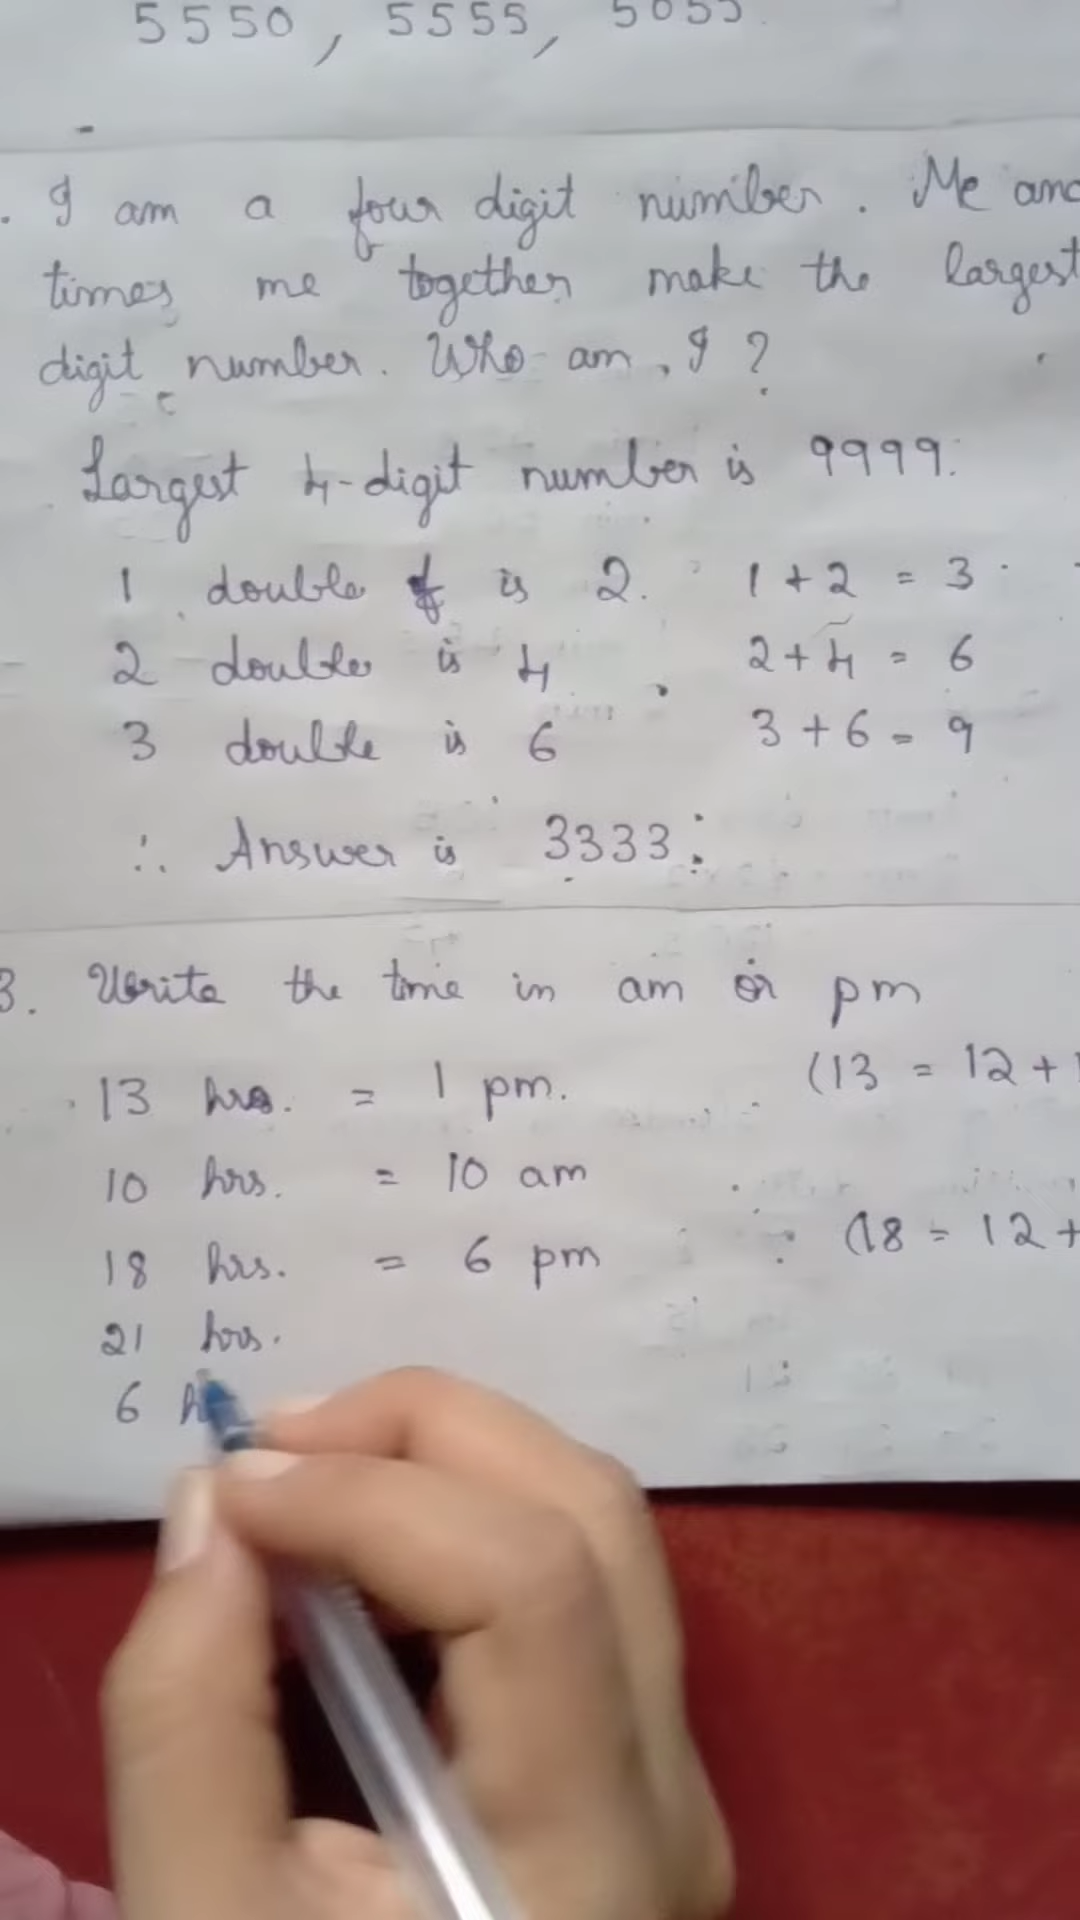 5550, 5555, 5055
. I am a four digit number. Me and
times me together make the largest
digit number. Who am I ?
Largest 4-digit number is 9999.
1 double is 2. 1 + 2 = 3
2 double is 4 2 + 4 = 6
3 double is 6 3 + 6 = 9
∴ Answer is 3333.
3. Write the time in am or pm
13 hrs. = 1 pm. (13 = 12 +
10 hrs. = 10 am
18 hrs. = 6 pm (18 = 12 +
21 hrs.
6 h